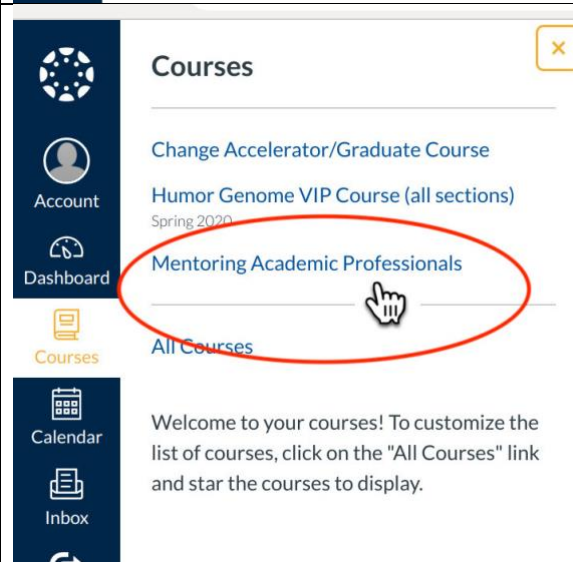 Courses
Change Accelerator/Graduate Course
Humor Genome VIP Course (all sections)
Spring 2020
Mentoring Academic Professionals
All Courses
Welcome to your courses! To customize the
list of courses, click on the "All Courses" link
and star the courses to display.
Account
Dashboard
Courses
Calendar
Inbox